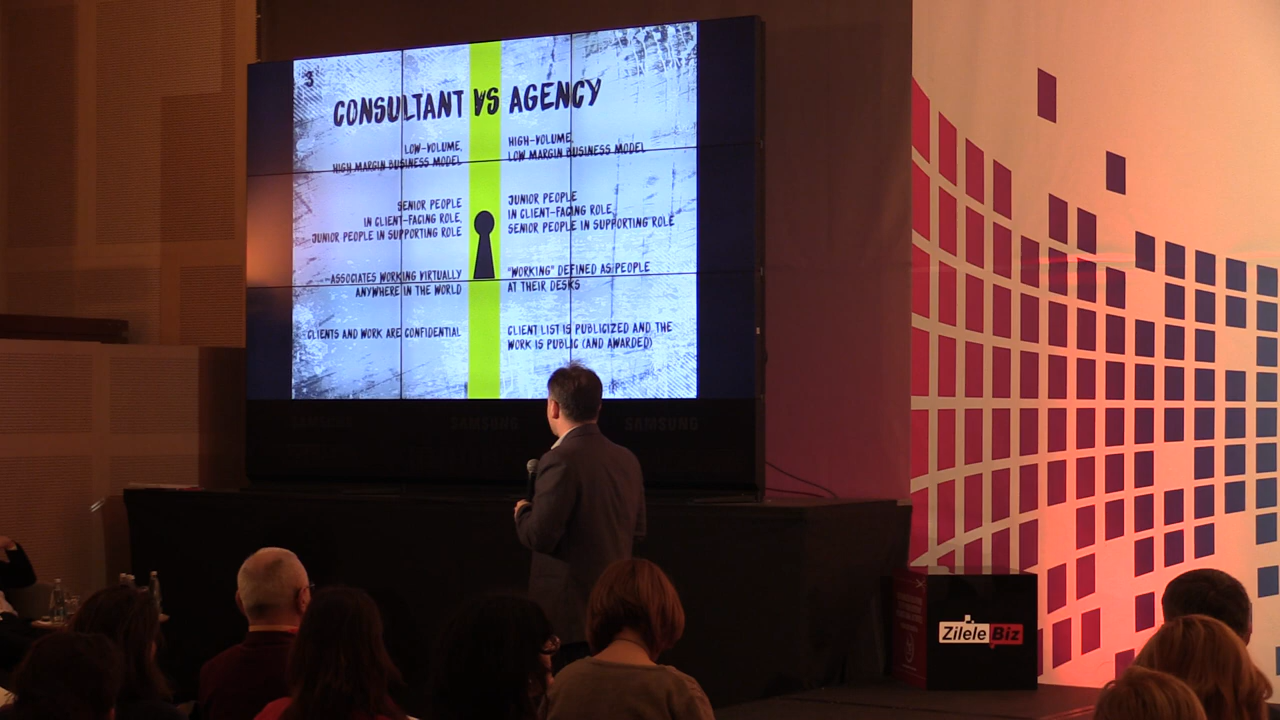 3
CONSULTANT VS AGENCY
LOW-VOLUME,
HIGH MARGIN BUSINESS MODEL
SENIOR PEOPLE
IN CLIENT-FACING ROLE,
JUNIOR PEOPLE IN SUPPORTING ROLE
ASSOCIATES WORKING VIRTUALLY
ANYWHERE IN THE WORLD
CLIENTS AND WORK ARE CONFIDENTIAL
HIGH-VOLUME,
LOW MARGIN BUSINESS MODEL
JUNIOR PEOPLE
IN CLIENT-FACING ROLE,
SENIOR PEOPLE IN SUPPORTING ROLE
"WORKING" DEFINED AS PEOPLE
AT THEIR DESKS
CLIENT LIST IS PUBLICIZED AND THE
WORK IS PUBLIC (AND AWARDED)
SAMSUNG SAMSUNG SAMSUNG
Zilele Biz